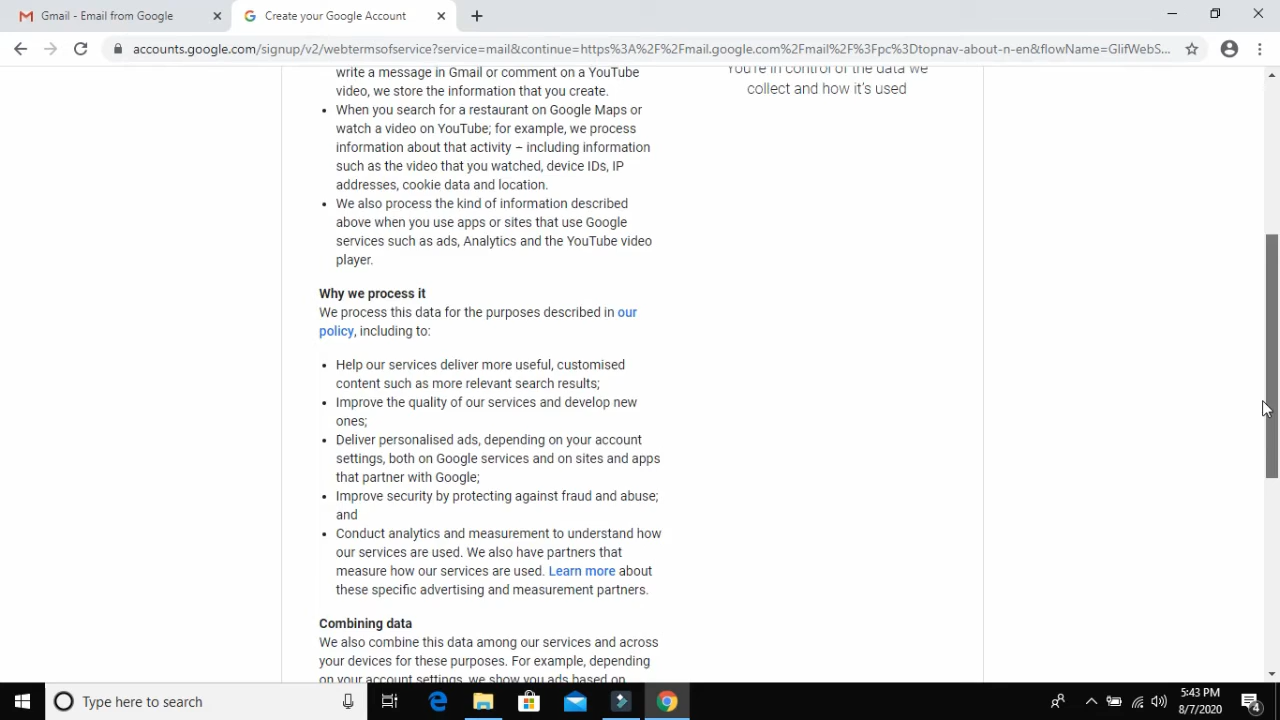 Gmail - Email from Google
Create your Google Account
accounts.google.com/signup/v2/webtermsofservice?service=mail&continue=https%3A%2F%2Fmail.google.com%2Fmail%2F%3Fpc%3Dtopnav-about-n-en&flowName=GlifWebS...
write a message in Gmail or comment on a YouTube
video, we store the information that you create.
You're in control of the data we
collect and how it's used
• When you search for a restaurant on Google Maps or
watch a video on YouTube; for example, we process
information about that activity – including information
such as the video that you watched, device IDs, IP
addresses, cookie data and location.
• We also process the kind of information described
above when you use apps or sites that use Google
services such as ads, Analytics and the YouTube video
player.
Why we process it
We process this data for the purposes described in our
policy, including to:
• Help our services deliver more useful, customised
content such as more relevant search results;
• Improve the quality of our services and develop new
ones;
• Deliver personalised ads, depending on your account
settings, both on Google services and on sites and apps
that partner with Google;
• Improve security by protecting against fraud and abuse;
and
• Conduct analytics and measurement to understand how
our services are used. We also have partners that
measure how our services are used. Learn more about
these specific advertising and measurement partners.
Combining data
We also combine this data among our services and across
your devices for these purposes. For example, depending
on your account settings, we show you ads based on
Type here to search
5:43 PM
8/7/2020
4